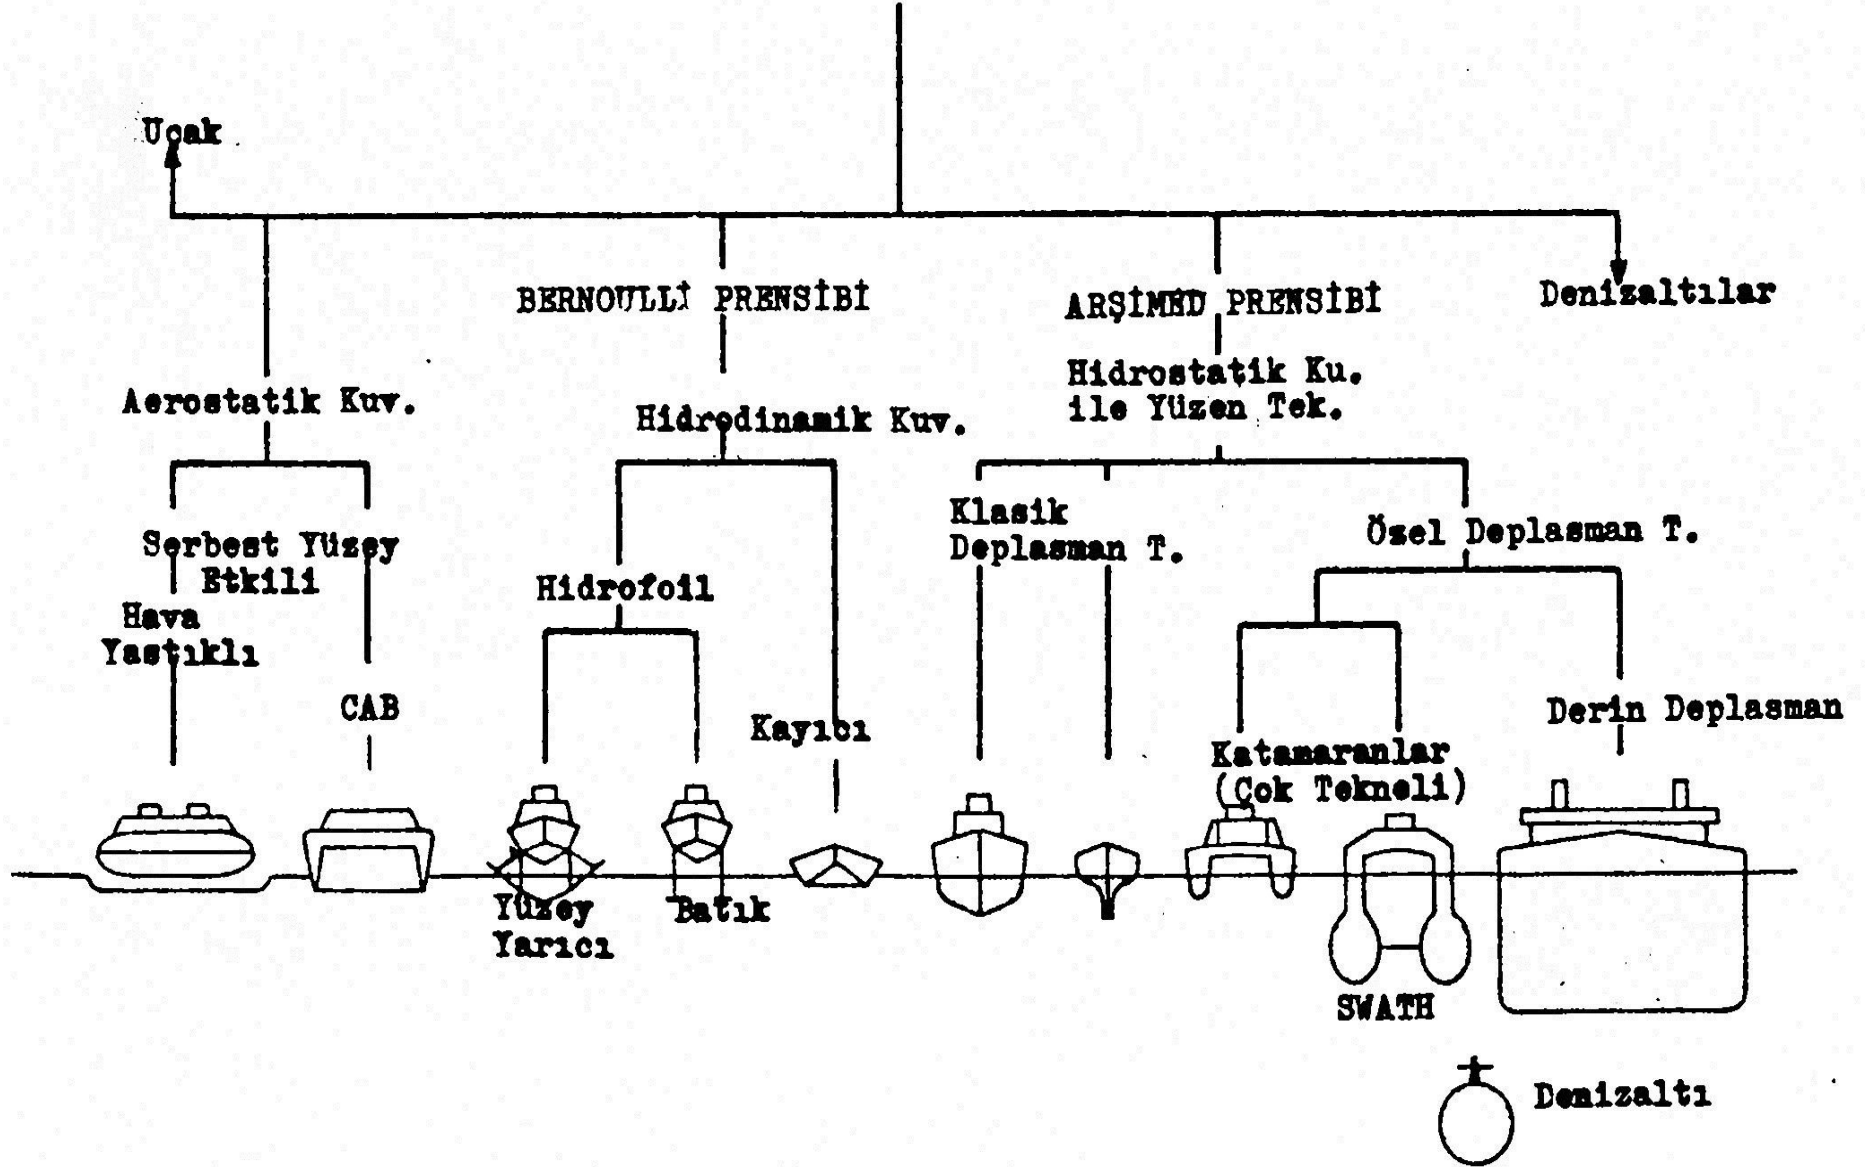 Uçak
BERNOULLİ PRENSİBİ
ARŞİMED PRENSİBİ
Denizaltılar
Aerostatik Kuv.
Hidrodinamik Kuv.
Hidrostatik Ku.
ile Yüzen Tek.
Serbest Yüzey
Etkili
Hava
Yastıklı
CAB
Hidrofoil
Kayıcı
Klasik
Deplasman T.
Özel Deplasman T.
Katamaranlar
(Çok Tekneli)
Derin Deplasman
Yüzey
Yarıcı
Batık
SWATH
Denizaltı